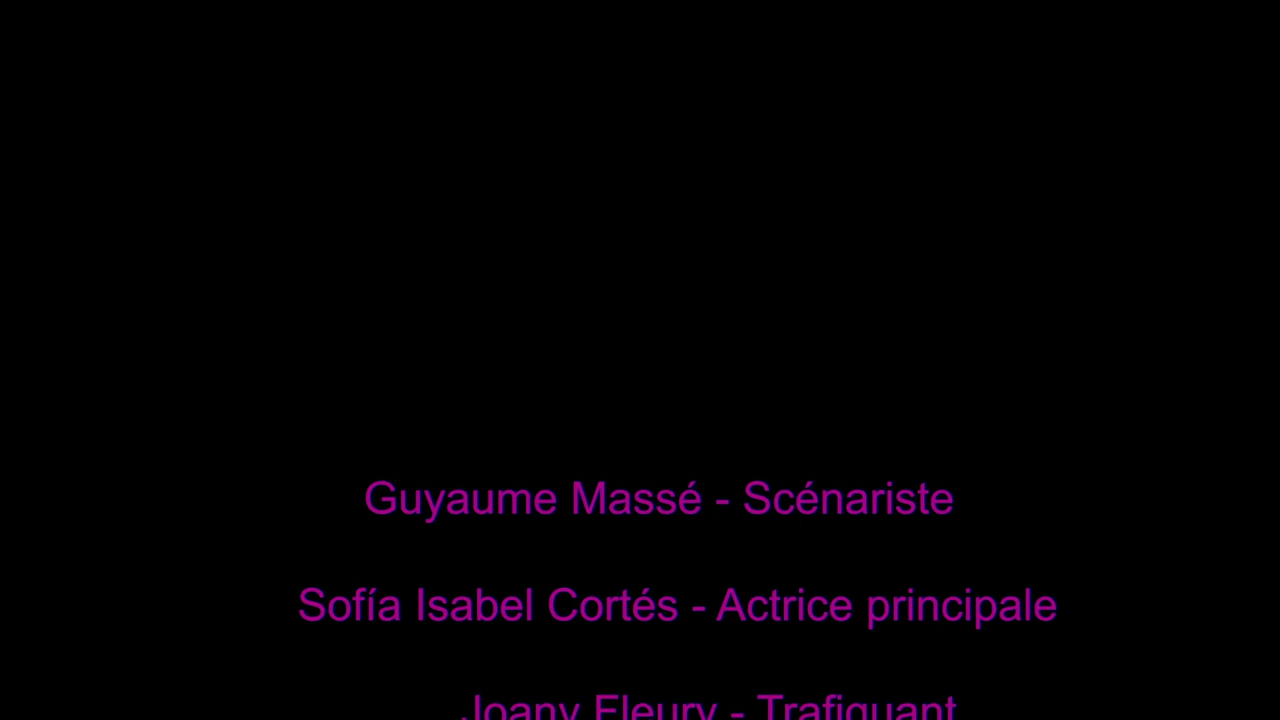 Guyaume Massé - Scénariste
Sofía Isabel Cortés - Actrice principale
Joany Fleury - Trafiquant